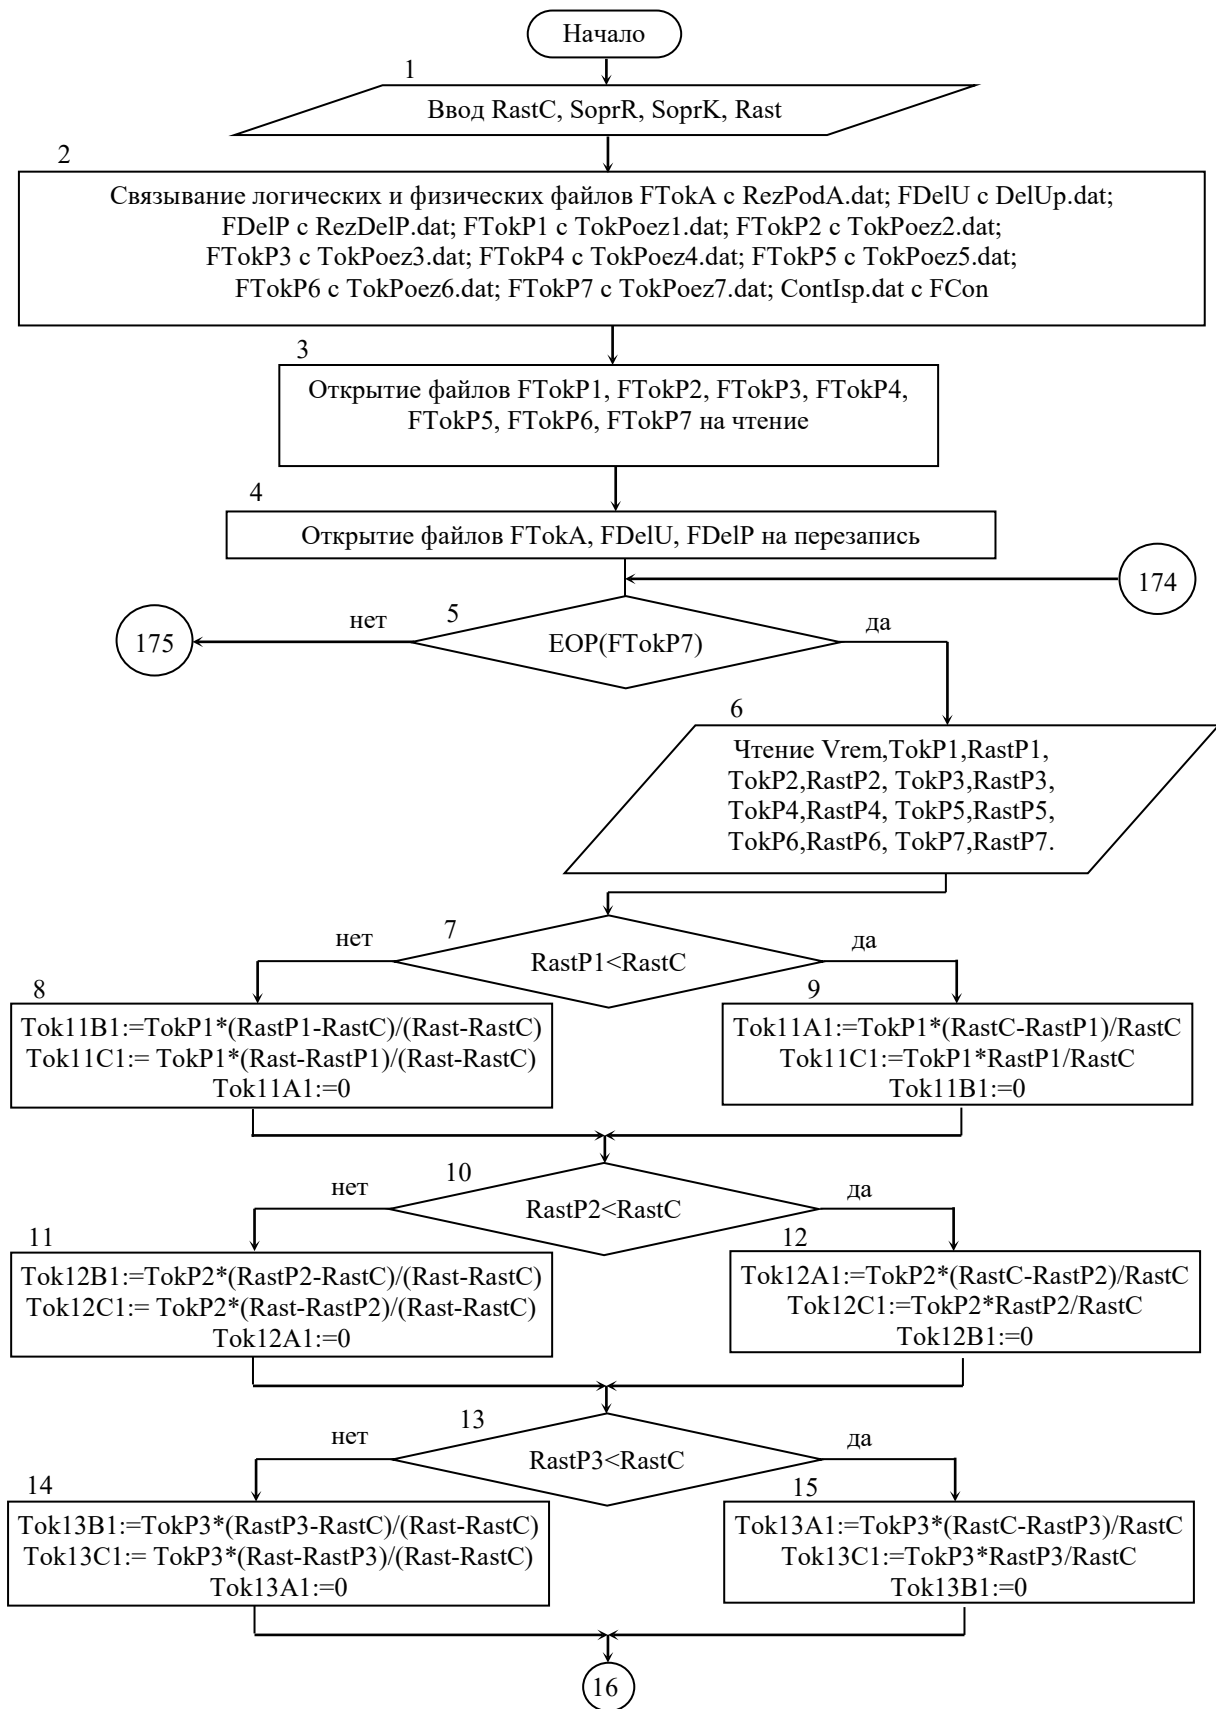 Начало
1
Ввод RastC, SoprR, SoprK, Rast
2
Связывание логических и физических файлов FTokA с RezPodA.dat; FDelU с DelUp.dat;
FDelP с RezDelP.dat; FTokP1 с TokPoez1.dat; FTokP2 с TokPoez2.dat;
FTokP3 с TokPoez3.dat; FTokP4 с TokPoez4.dat; FTokP5 с TokPoez5.dat;
FTokP6 с TokPoez6.dat; FTokP7 с TokPoez7.dat; ContIsp.dat с FCon
3
Открытие файлов FTokP1, FTokP2, FTokP3, FTokP4,
FTokP5, FTokP6, FTokP7 на чтение
4
Открытие файлов FTokA, FDelU, FDelP на перезапись
174
5
нет
да
175
EOP(FTokP7)
6
Чтение Vrem,TokP1,RastP1,
TokP2,RastP2, TokP3,RastP3,
TokP4,RastP4, TokP5,RastP5,
TokP6,RastP6, TokP7,RastP7.
7
нет
да
RastP1<RastC
8
Tok11B1:=TokP1*(RastP1-RastC)/(Rast-RastC)
Tok11C1:= TokP1*(Rast-RastP1)/(Rast-RastC)
Tok11A1:=0
9
Tok11A1:=TokP1*(RastC-RastP1)/RastC
Tok11C1:=TokP1*RastP1/RastC
Tok11B1:=0
10
нет
да
RastP2<RastC
11
Tok12B1:=TokP2*(RastP2-RastC)/(Rast-RastC)
Tok12C1:= TokP2*(Rast-RastP2)/(Rast-RastC)
Tok12A1:=0
12
Tok12A1:=TokP2*(RastC-RastP2)/RastC
Tok12C1:=TokP2*RastP2/RastC
Tok12B1:=0
13
нет
да
RastP3<RastC
14
Tok13B1:=TokP3*(RastP3-RastC)/(Rast-RastC)
Tok13C1:= TokP3*(Rast-RastP3)/(Rast-RastC)
Tok13A1:=0
15
Tok13A1:=TokP3*(RastC-RastP3)/RastC
Tok13C1:=TokP3*RastP3/RastC
Tok13B1:=0
16